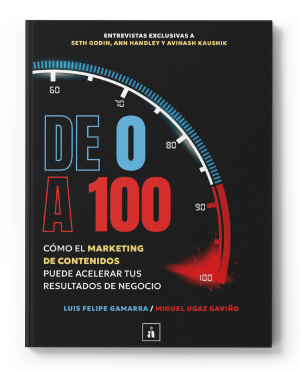 ENTREVISTAS EXCLUSIVAS A
SETH GODIN, ANN HANDLEY Y AVINASH KAUSHIK
60
70
80
90
100
DE 0
A 100
CÓMO EL MARKETING
DE CONTENIDOS
PUEDE ACELERAR TUS
RESULTADOS DE NEGOCIO
LUIS FELIPE GAMARRA / MIGUEL UGAZ GAVIÑO